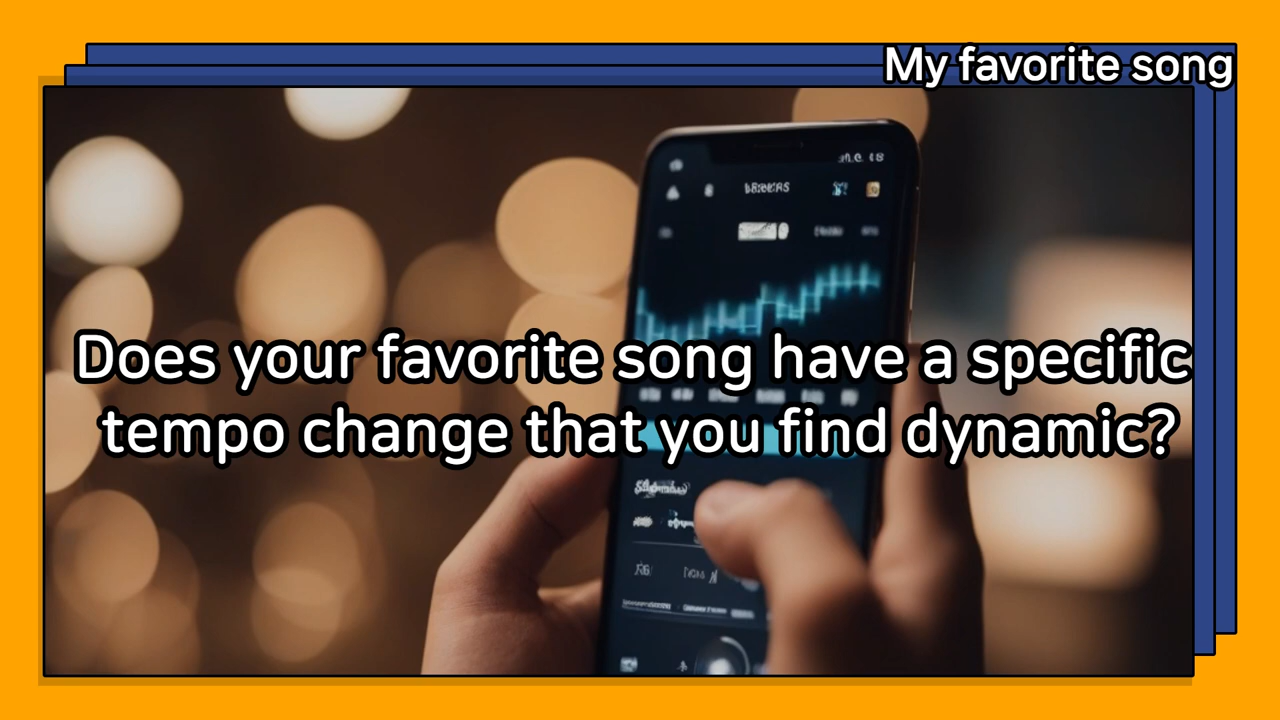 My favorite song
Does your favorite song have a specific
tempo change that you find dynamic?